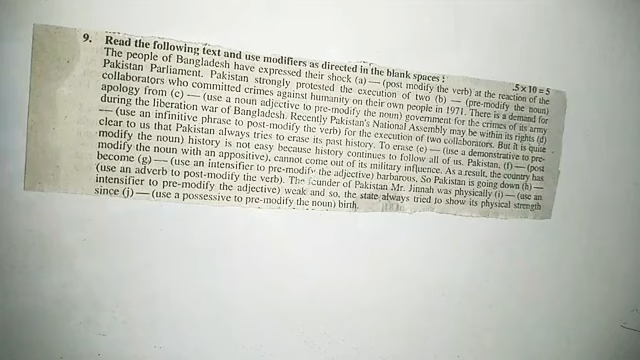 9. Read the following text and use modifiers as directed in the blank spaces : .5 x 10 = 5
The people of Bangladesh have expressed their shock (a) — (post modify the verb) at the reaction of the
Pakistan Parliament. Pakistan strongly protested the execution of two (b) — (pre-modify the noun)
collaborators who committed crimes against humanity on their own people in 1971. There is a demand for
apology from (c) — (use a noun adjective to pre-modify the noun) government for the crimes of its army
during the liberation war of Bangladesh. Recently Pakistan's National Assembly may be within its rights (d)
— (use an infinitive phrase to post-modify the verb) for the execution of two collaborators. But it is quite
clear to us that Pakistan always tries to erase its past history. To erase (e) — (use a demonstrative to pre-
modify the noun) history is not easy because history continues to follow all of us. Pakistan, (f) — (post
modify the noun with an appositive), cannot come out of its military influence. As a result, the country has
become (g) — (use an intensifier to pre-modify the adjective) barbarous. So Pakistan is going down (h) —
(use an adverb to post-modify the verb). The founder of Pakistan Mr. Jinnah was physically (i) — (use an
intensifier to pre-modify the adjective) weak and so, the state always tried to show its physical strength
since (j) — (use a possessive to pre-modify the noun) birth.